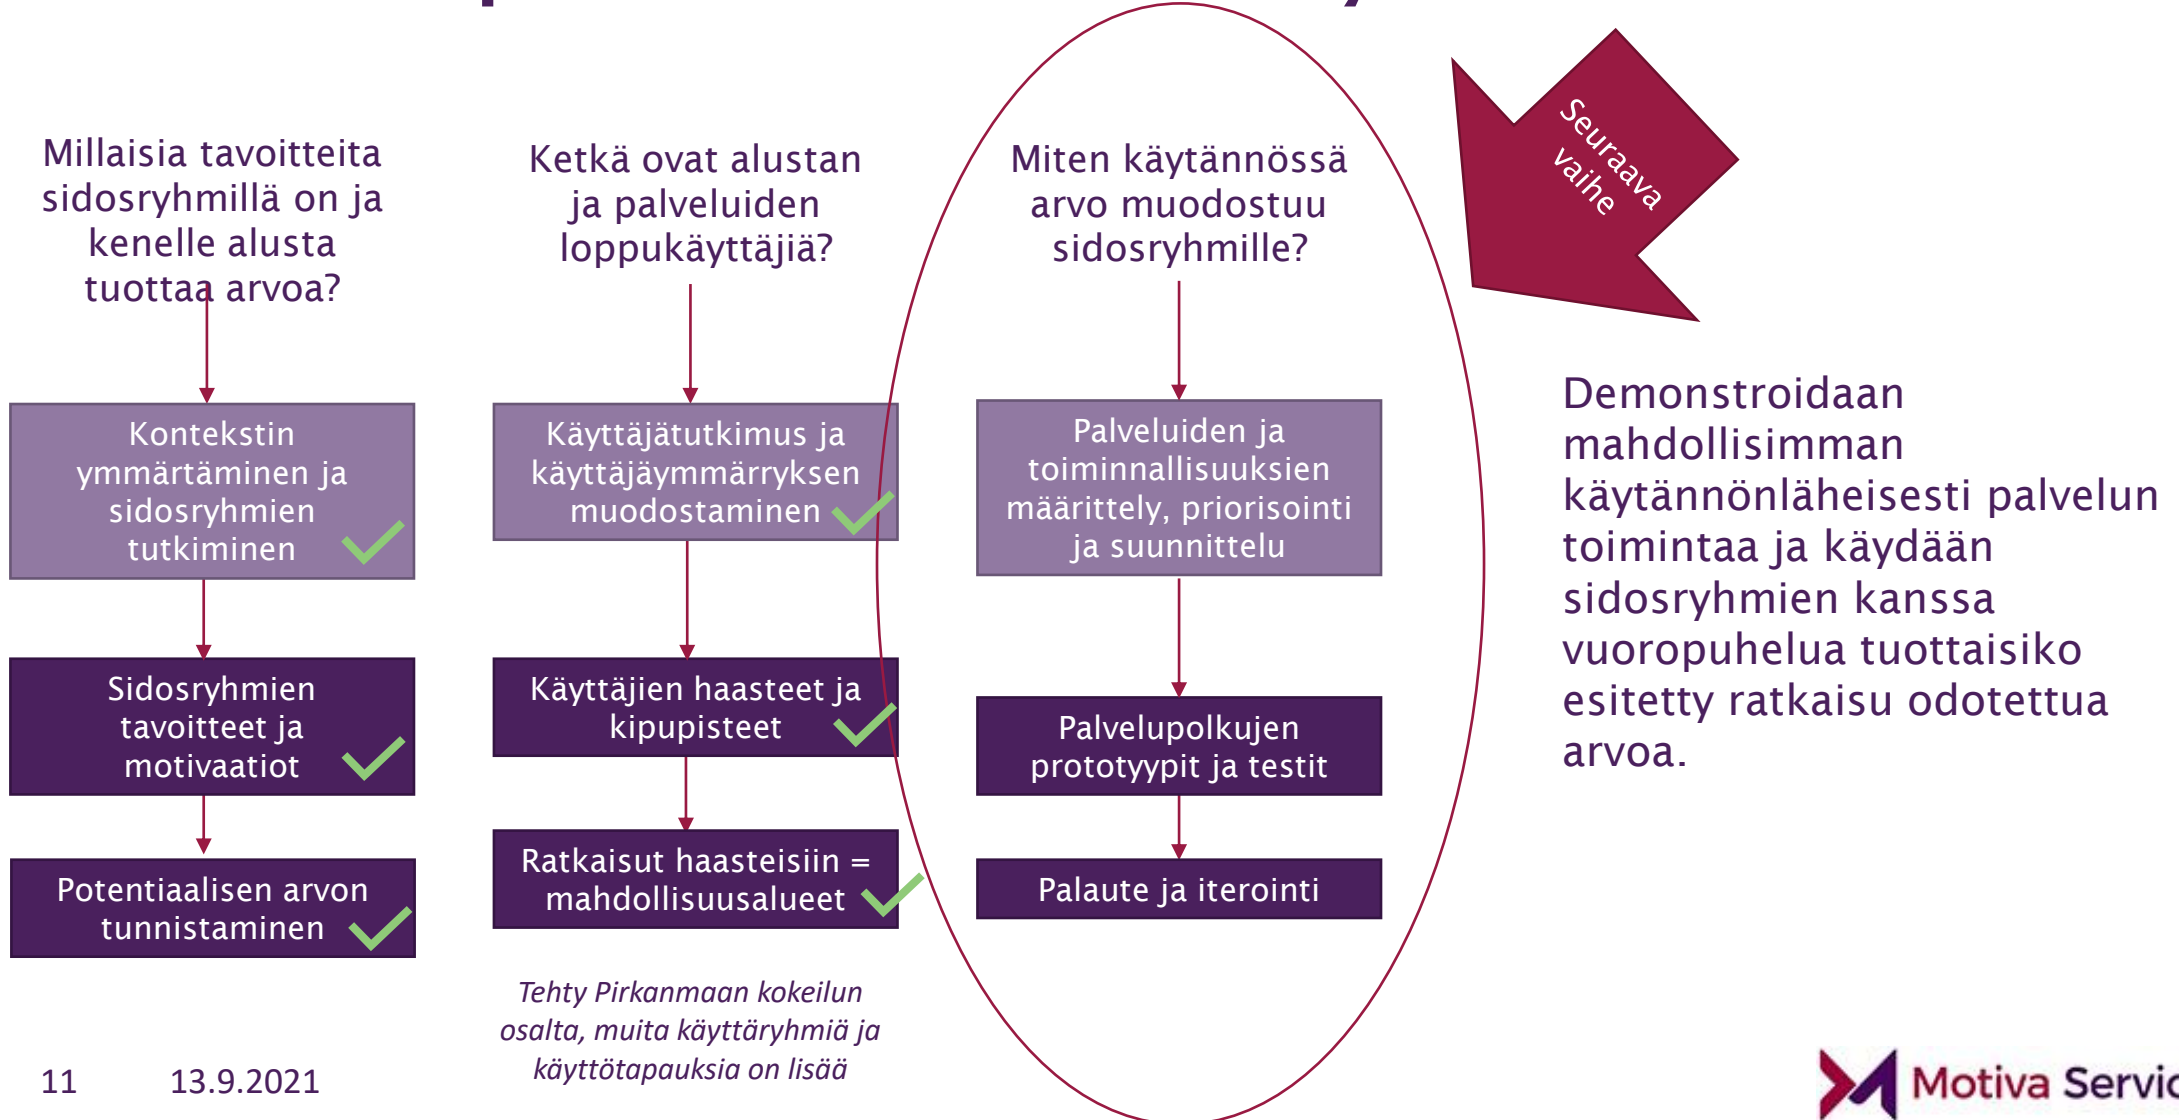 Millaisia tavoitteita
sidosryhmillä on ja
kenelle alusta
tuottaa arvoa?
Kontekstin
ymmärtäminen ja
sidosryhmien
tutkiminen
Sidosryhmien
tavoitteet ja
motivaatiot
Potentiaalisen arvon
tunnistaminen
Ketkä ovat alustan
ja palveluiden
loppukäyttäjiä?
Käyttäjätutkimus ja
käyttäjäymmärryksen
muodostaminen
Käyttäjien haasteet ja
kipupisteet
Ratkaisut haasteisiin =
mahdollisuusalueet
Tehty Pirkanmaan kokeilun
osalta, muita käyttäryhmiä ja
käyttötapauksia on lisää
Miten käytännössä
arvo muodostuu
sidosryhmille?
Palveluiden ja
toiminnallisuuksien
määrittely, priorisointi
ja suunnittelu
Palvelupolkujen
prototyypit ja testit
Palaute ja iterointi
Seuraava
vaihe
Demonstroidaan
mahdollisimman
käytännönläheisesti palvelun
toimintaa ja käydään
sidosryhmien kanssa
vuoropuhelua tuottaisiko
esitetty ratkaisu odotettua
arvoa.
11 13.9.2021
Motiva Servic